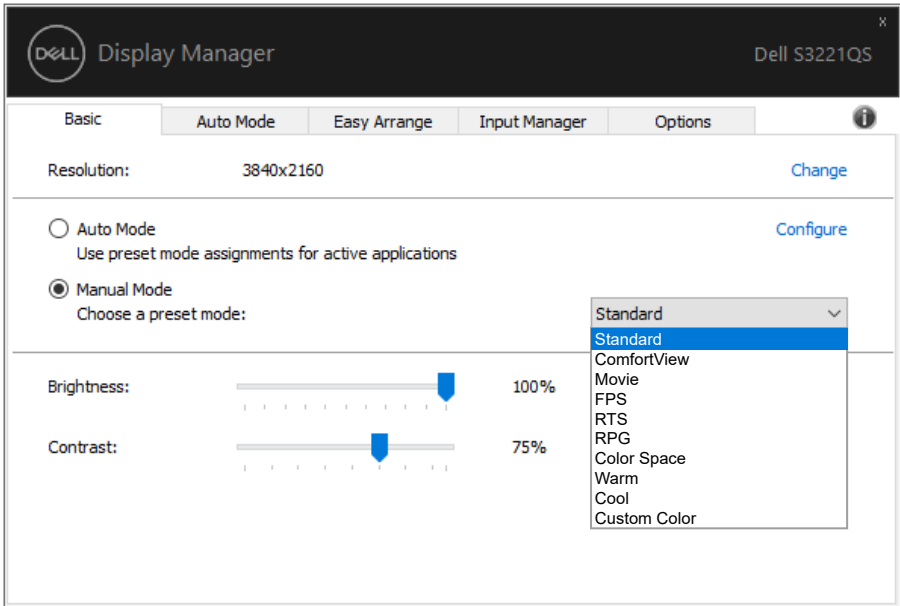 DELL Display Manager
x
Dell S3221QS
Basic Auto Mode Easy Arrange Input Manager Options i
Resolution: 3840x2160 Change
Auto Mode Configure
Use preset mode assignments for active applications
Manual Mode
Choose a preset mode: Standard
Standard
ComfortView
Movie
FPS
RTS
RPG
Color Space
Warm
Cool
Custom Color
Brightness: 100%
Contrast: 75%